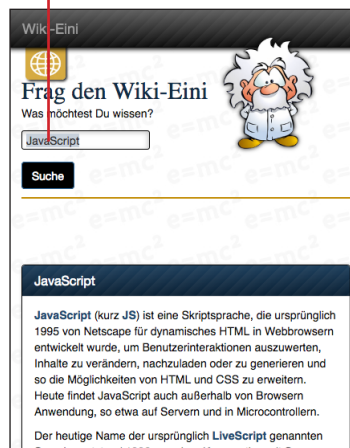 Wiki-Eini
Frag den Wiki-Eini
Was möchtest Du wissen?
JavaScript
Suche
JavaScript
JavaScript (kurz JS) ist eine Skriptsprache, die ursprünglich
1995 von Netscape für dynamisches HTML in Webbrowsern
entwickelt wurde, um Benutzerinteraktionen auszuwerten,
Inhalte zu verändern, nachzuladen oder zu generieren und
so die Möglichkeiten von HTML und CSS zu erweitern.
Heute findet JavaScript auch außerhalb von Browsern
Anwendung, so etwa auf Servern und in Microcontrollern.
Der heutige Name der ursprünglich LiveScript genannten